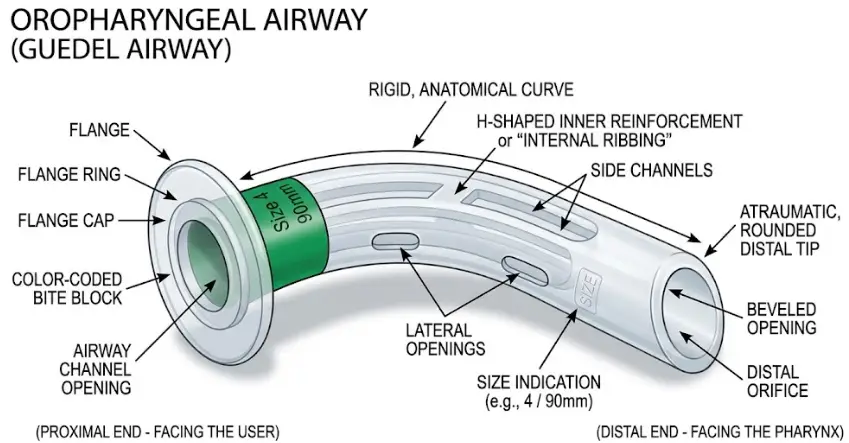 OROPHARYNGEAL AIRWAY
(GUEDEL AIRWAY)
RIGID, ANATOMICAL CURVE
FLANGE
H-SHAPED INNER REINFORCEMENT
or "INTERNAL RIBBING"
FLANGE RING
SIDE CHANNELS
FLANGE CAP
Size 4
90mm
ATRAUMATIC,
ROUNDED
DISTAL TIP
COLOR-CODED
BITE BLOCK
SIZE
BEVELED
OPENING
AIRWAY
CHANNEL
OPENING
LATERAL
OPENINGS
SIZE INDICATION
(e.g., 4 / 90mm)
DISTAL
ORIFICE
(PROXIMAL END - FACING THE USER)
(DISTAL END - FACING THE PHARYNX)